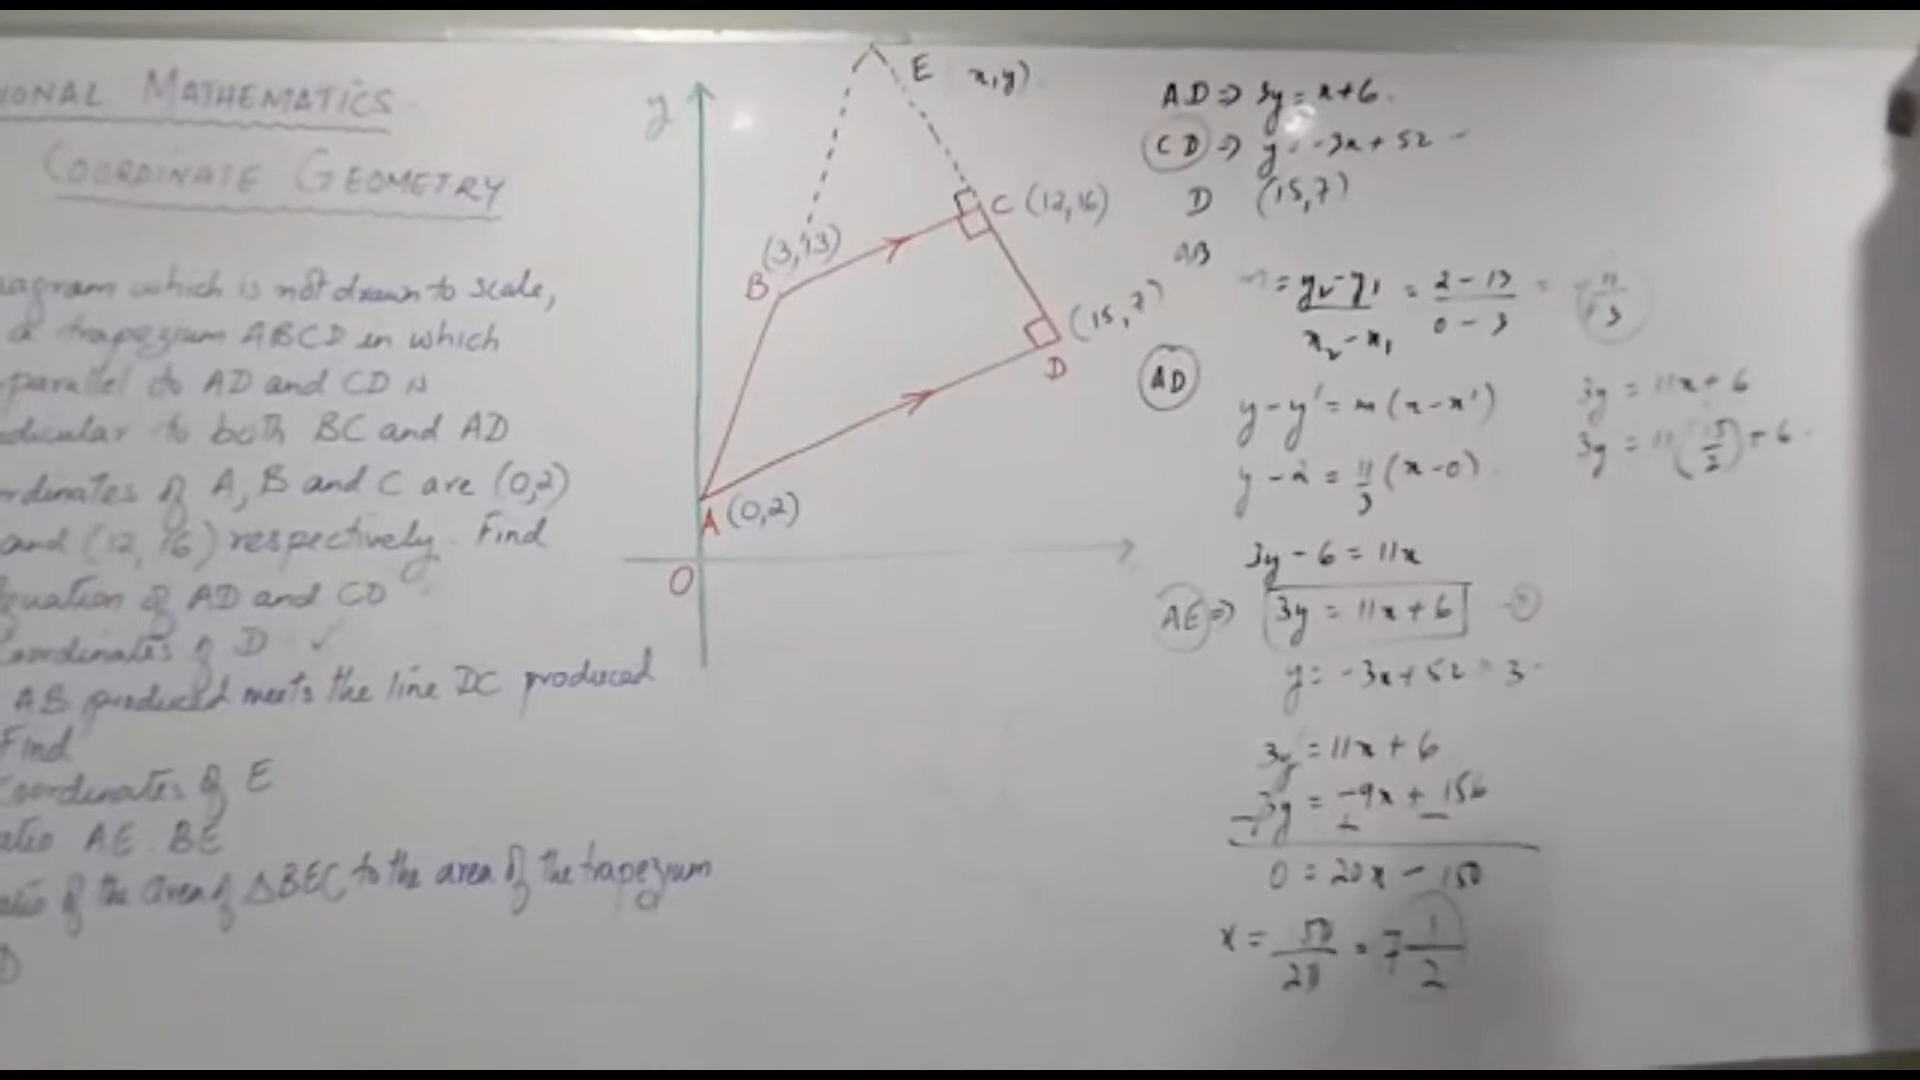 IONAL MATHEMATICS
COORDINATE GEOMETRY
agram which is not drawn to scale,
a trapezium ABCD in which
parallel to AD and CD is
dicular to both BC and AD
rdinates of A, B and C are (0,2)
and (12, 16) respectively. Find
quation of AD and CD
Coordinates of D ✓
AB produced meets the line DC produced
Find
Coordinates of E
atio AE BE
atio of the area of △BEC to the area of the trapezium
D
y
E x,y)
C (12,16)
(3,13)
B
(15,7)
D
A (0,2)
O
AD ⇒ 3y = x+6.
CD ⇒ y = -3x + 52
D (15,7)
AB
m = y₂-y₁ / x₂-x₁ = 2-13 / 0-3 = 11/3
AD
y-y' = m(x-x')
y-2 = 11/3 (x-0)
3y - 6 = 11x
AE ⇒ 3y = 11x + 6
y = -3x + 52 3
3y = 11x + 6
3y = -9x + 156
0 = 20x - 150
x = 150/20 = 7 1/2
3y = 11x + 6
3y = 11 (15/2) + 6